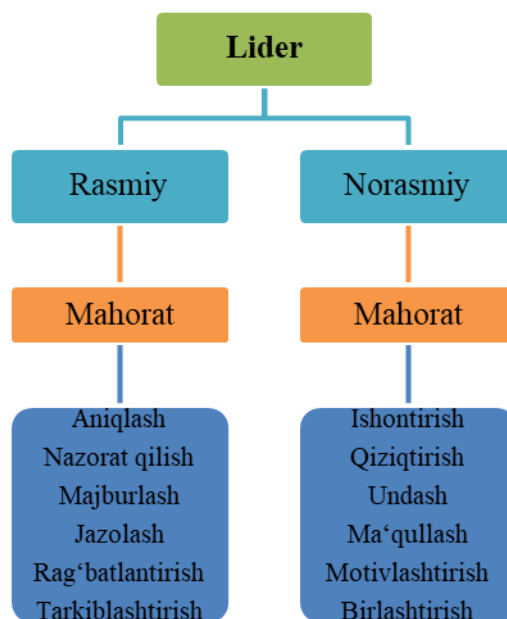 Lider
Rasmiy
Norasmiy
Mahorat
Mahorat
Aniqlash
Nazorat qilish
Majburlash
Jazolash
Rag‘batlantirish
Tarkiblashtirish
Ishontirish
Qiziqtirish
Undash
Ma‘qullash
Motivlashtirish
Birlashtirish